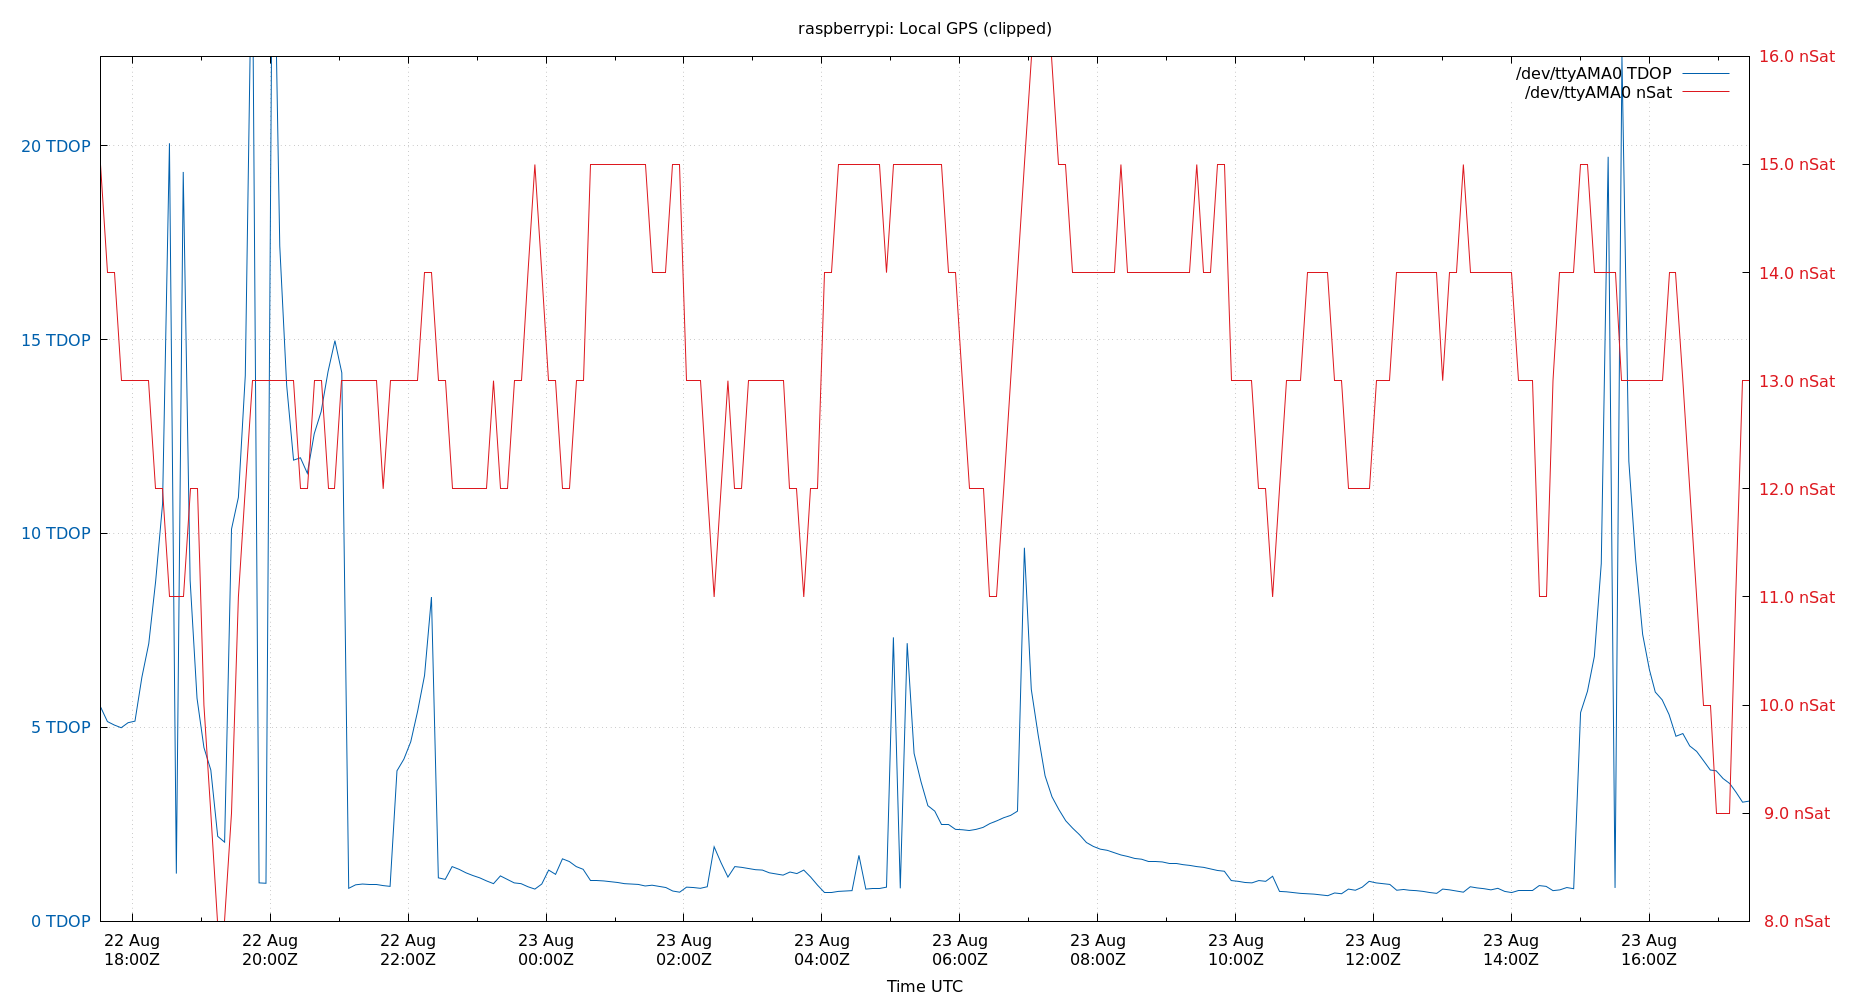 raspberrypi: Local GPS (clipped)
/dev/ttyAMA0 TDOP
/dev/ttyAMA0 nSat
20 TDOP
15 TDOP
10 TDOP
5 TDOP
0 TDOP
16.0 nSat
15.0 nSat
14.0 nSat
13.0 nSat
12.0 nSat
11.0 nSat
10.0 nSat
9.0 nSat
8.0 nSat
22 Aug
18:00Z
22 Aug
20:00Z
22 Aug
22:00Z
23 Aug
00:00Z
23 Aug
02:00Z
23 Aug
04:00Z
23 Aug
06:00Z
23 Aug
08:00Z
23 Aug
10:00Z
23 Aug
12:00Z
23 Aug
14:00Z
23 Aug
16:00Z
Time UTC